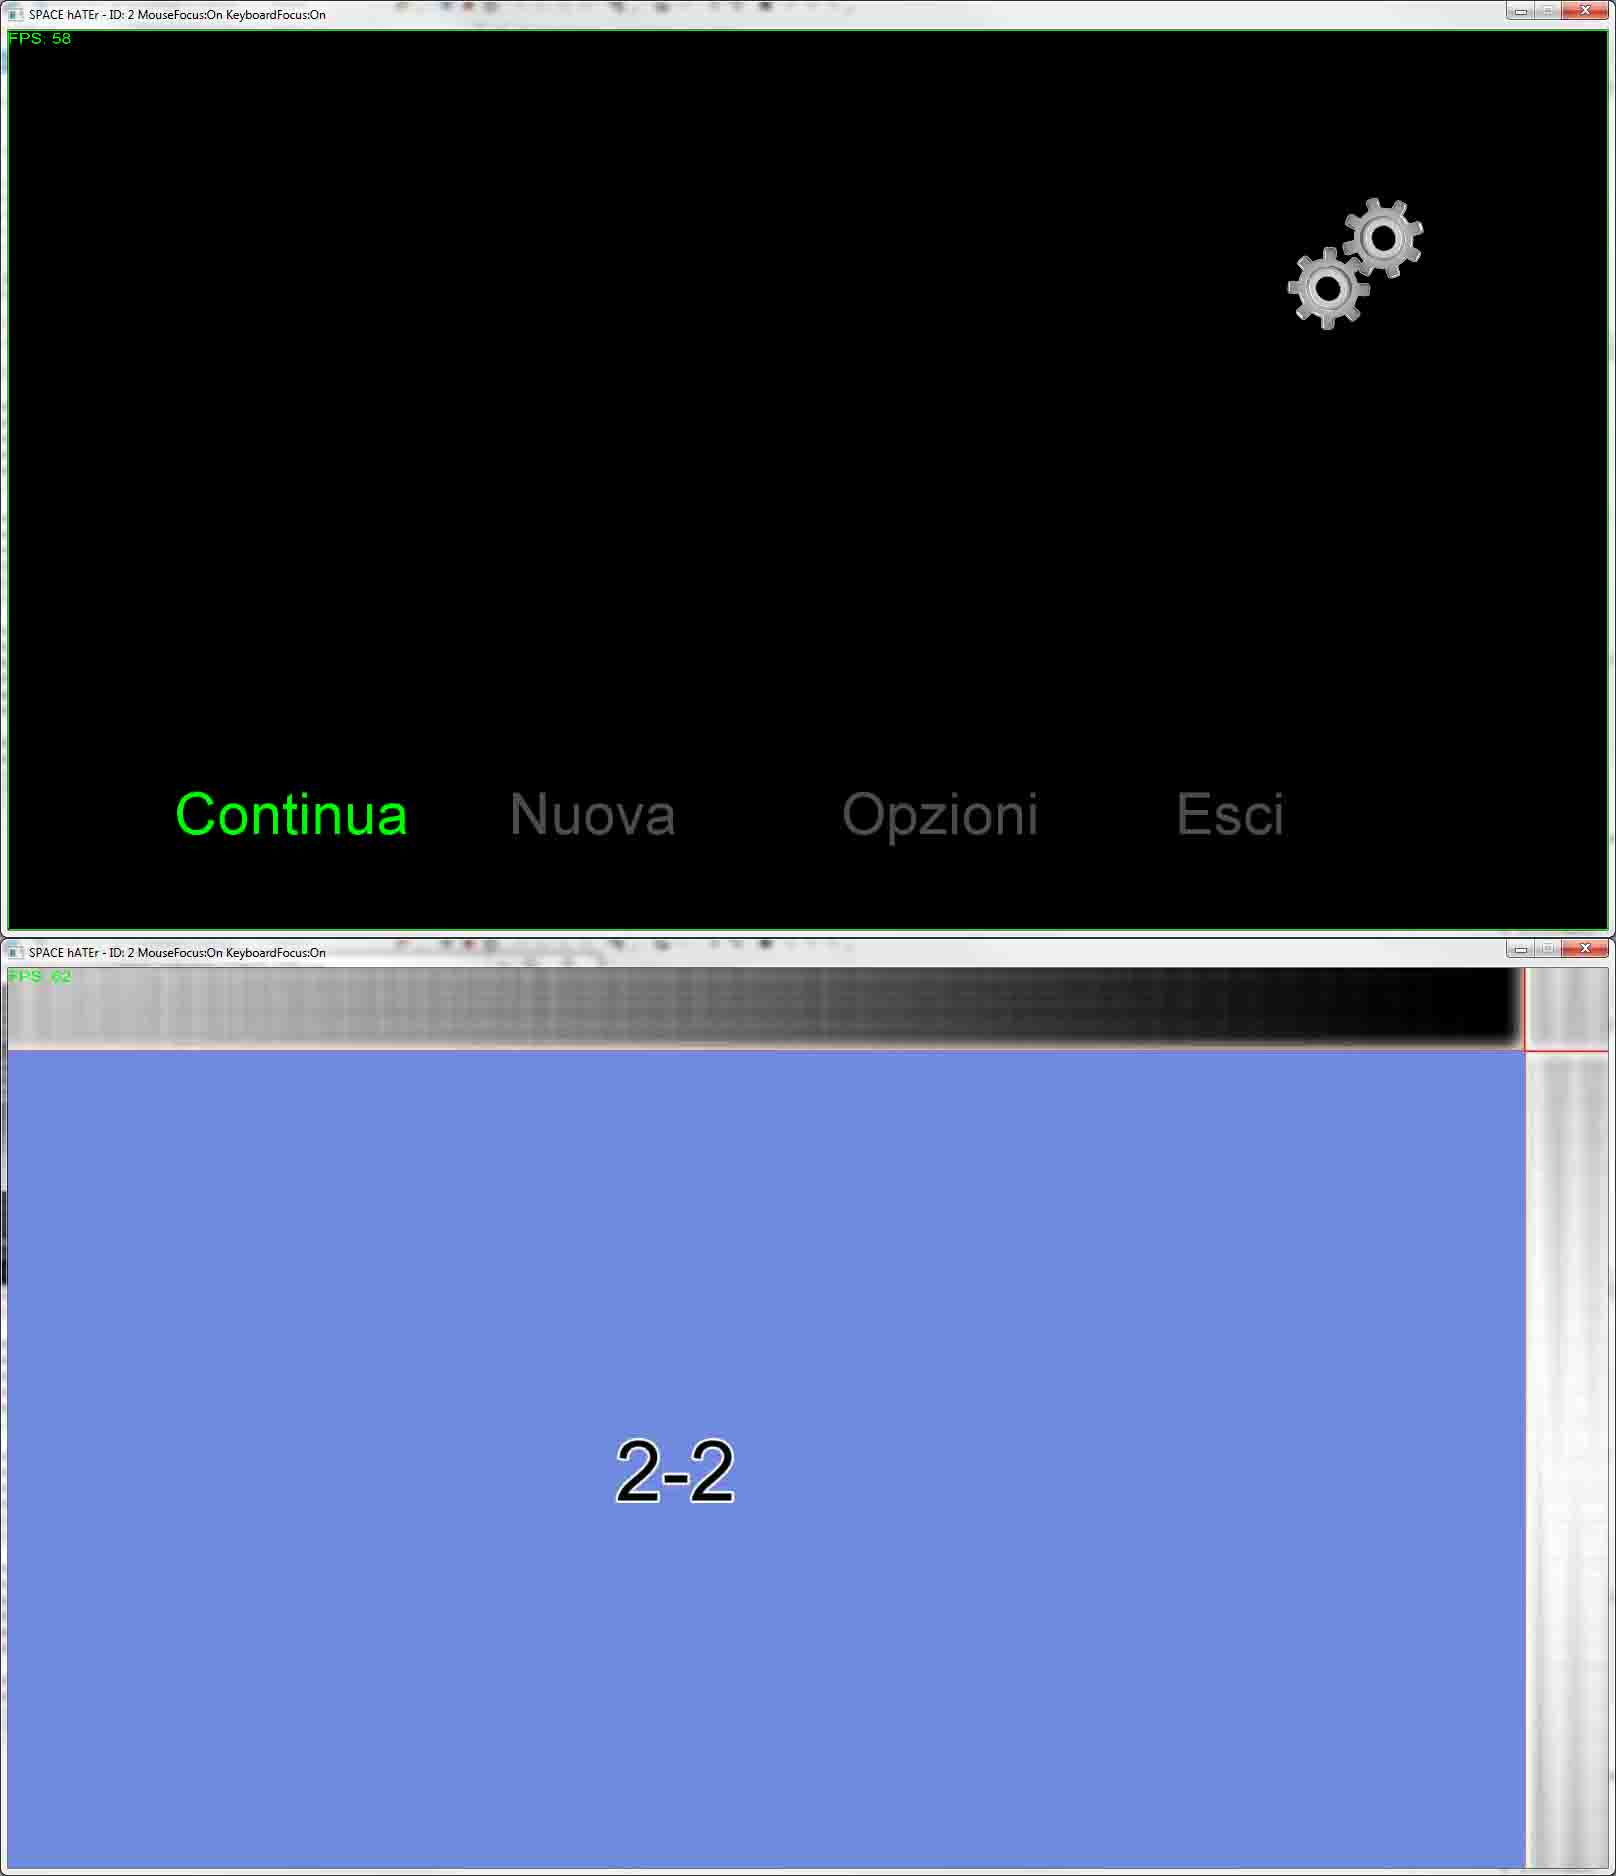 SPACE hATEr - ID: 2 MouseFocus:On KeyboardFocus:On
FPS: 58
Continua Nuova Opzioni Esci
SPACE hATEr - ID: 2 MouseFocus:On KeyboardFocus:On
FPS: 62
2-2